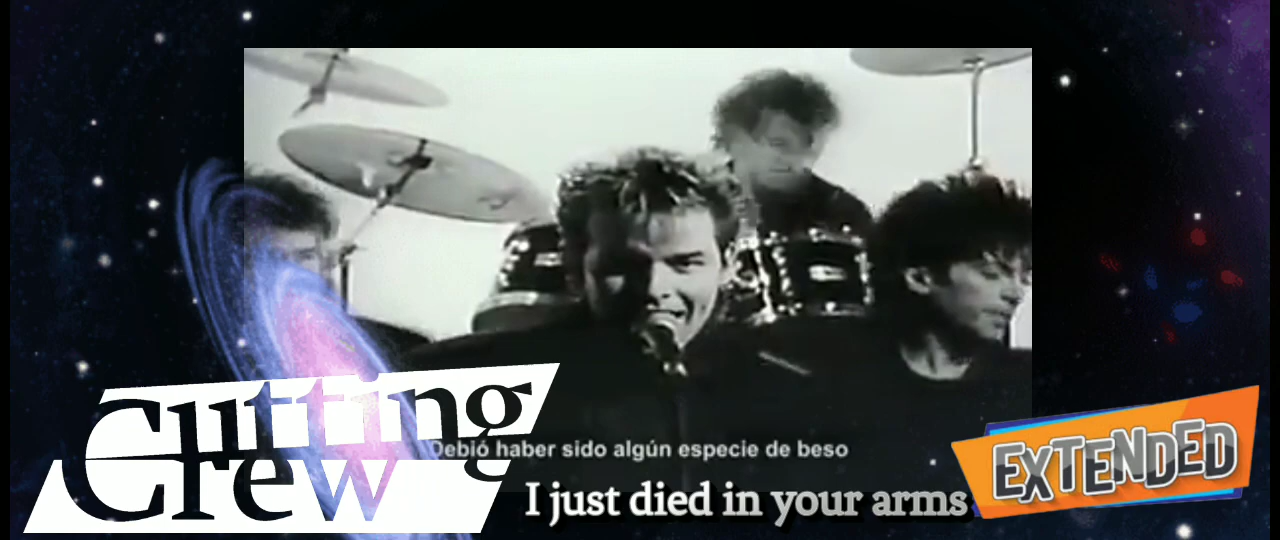 Cutting
Crew
Debió haber sido algún especie de beso
I just died in your arms
EXTENDED